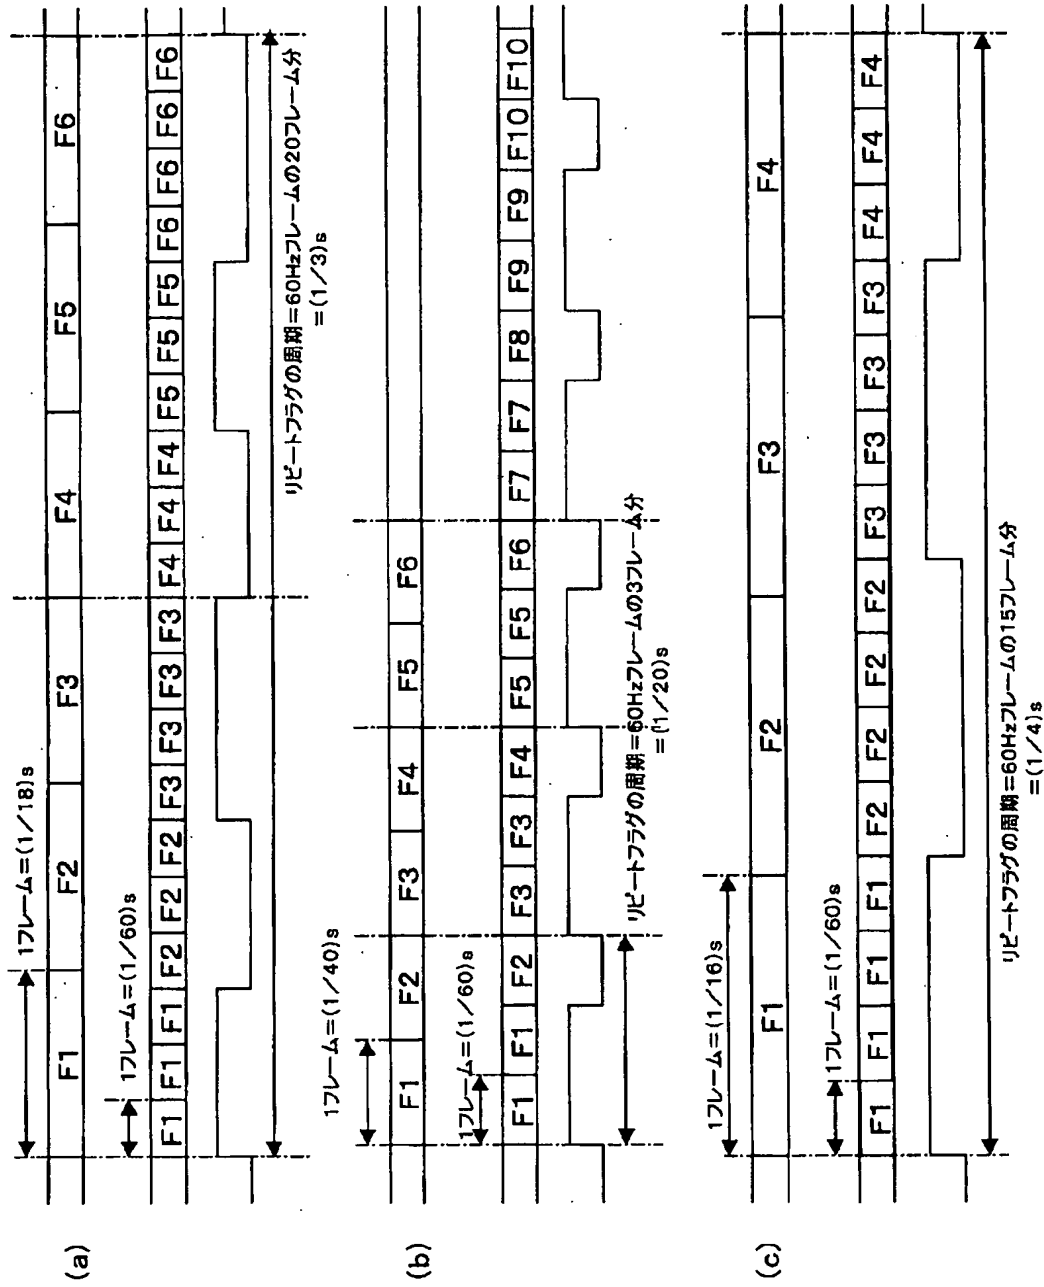 (a)
1フレーム=(1/18)s
F1 F2 F3 F4 F5 F6
1フレーム=(1/60)s
F1 F1 F1 F2 F2 F2 F3 F3 F3 F3 F4 F4 F4 F5 F5 F5 F6 F6 F6 F6
リピートフラグの周期=60Hzフレームの20フレーム分
=(1/3)s
(b)
1フレーム=(1/40)s
F1 F2 F3 F4 F5 F6
1フレーム=(1/60)s
F1 F1 F2 F3 F3 F4 F5 F5 F6 F7 F7 F8 F9 F9 F10 F10
リピートフラグの周期=60Hzフレームの3フレーム分
=(1/20)s
(c)
1フレーム=(1/16)s
F1 F2 F3 F4
1フレーム=(1/60)s
F1 F1 F1 F1 F2 F2 F2 F2 F3 F3 F3 F3 F4 F4 F4
リピートフラグの周期=60Hzフレームの15フレーム分
=(1/4)s